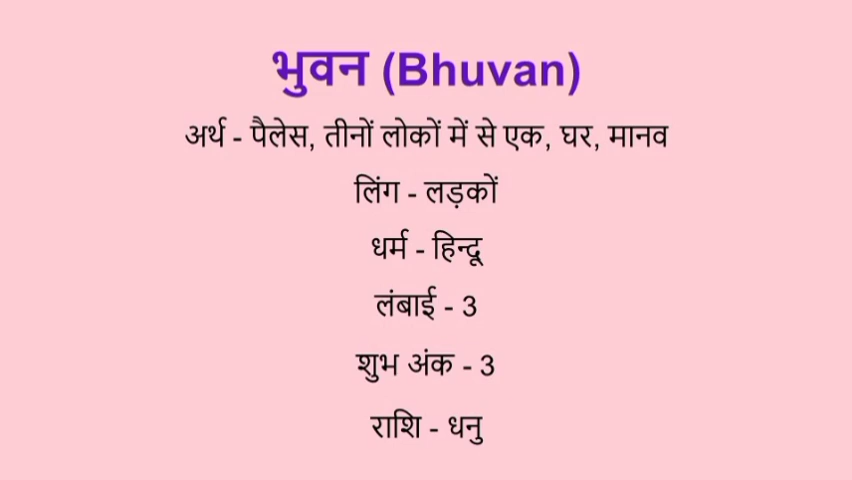 भुवन (Bhuvan)
अर्थ - पैलेस, तीनों लोकों में से एक, घर, मानव
लिंग - लड़कों
धर्म - हिन्दू
लंबाई - 3
शुभ अंक - 3
राशि - धनु